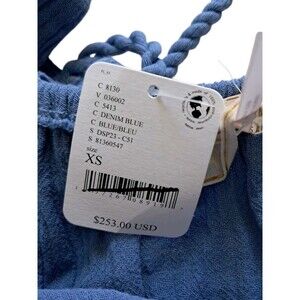 C 8130
V 036002
C 5413
C DENIM BLUE
C BLUE/BLEU
S DSP23 - C51
S 81360547
SIZE
XS
$253.00 USD